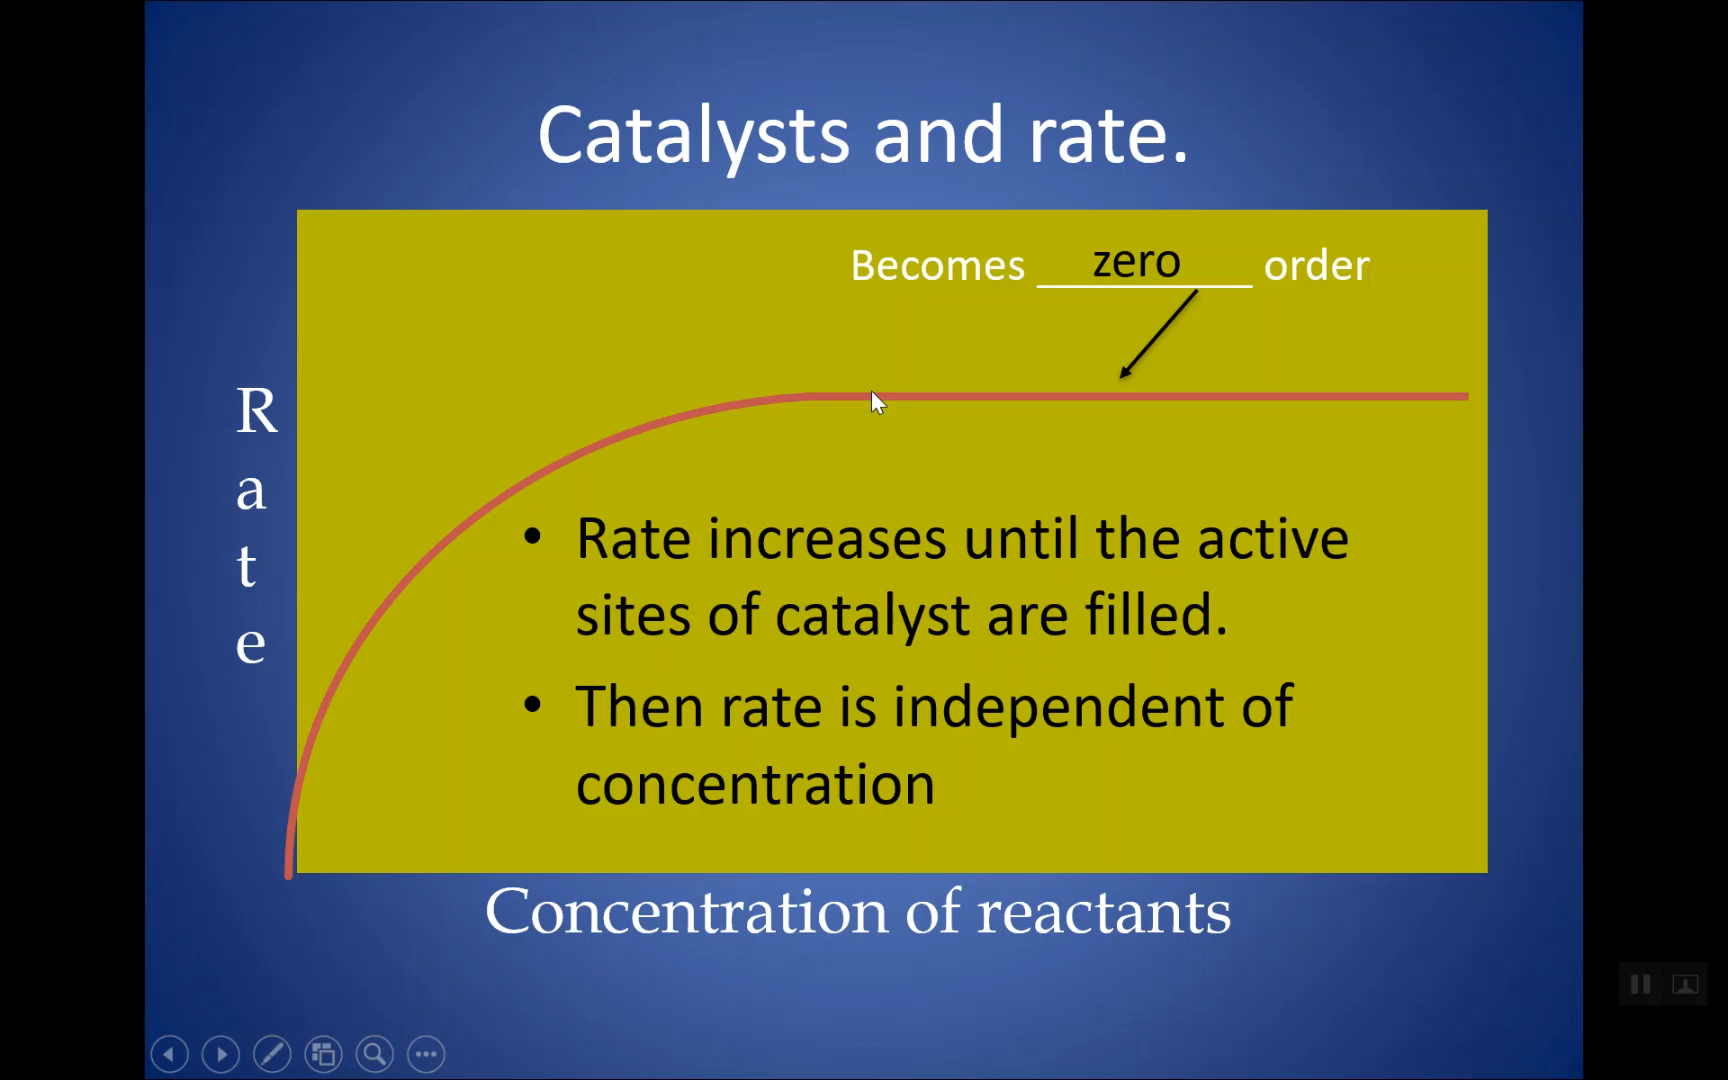 Catalysts and rate.
Becomes zero order
Rate
• Rate increases until the active
sites of catalyst are filled.
• Then rate is independent of
concentration
Concentration of reactants